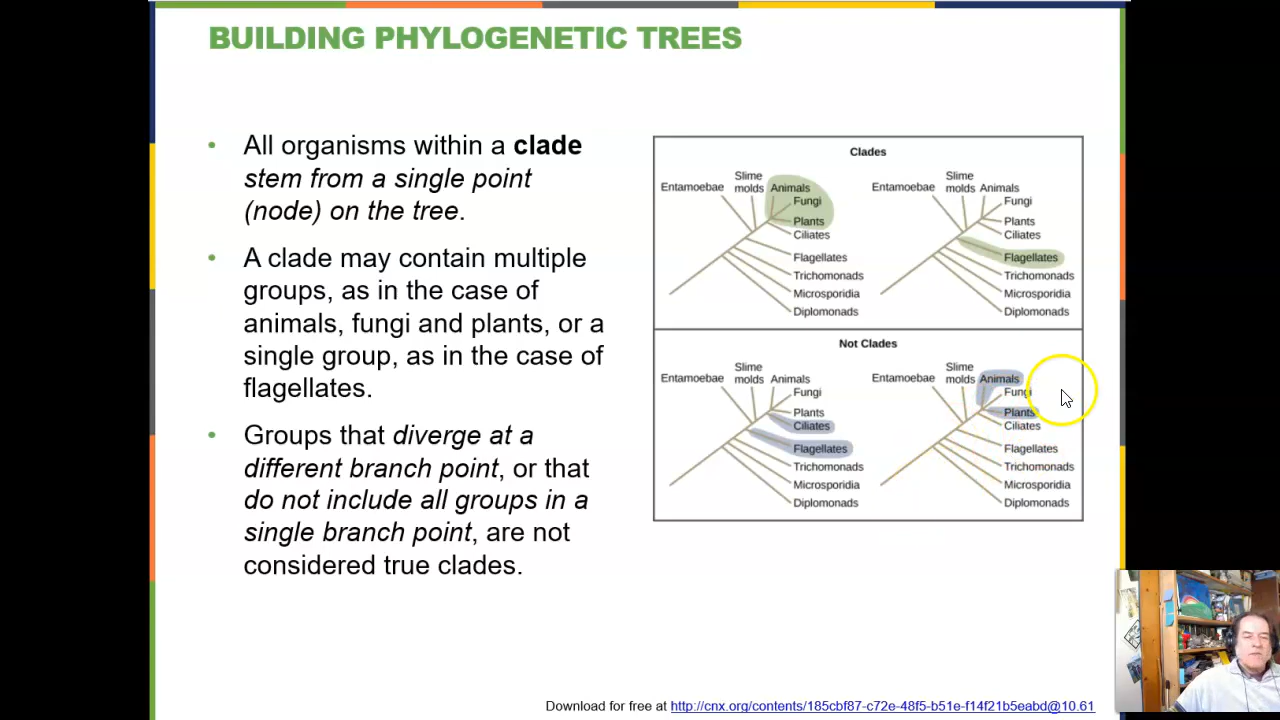 BUILDING PHYLOGENETIC TREES
• All organisms within a clade
stem from a single point
(node) on the tree.
• A clade may contain multiple
groups, as in the case of
animals, fungi and plants, or a
single group, as in the case of
flagellates.
• Groups that diverge at a
different branch point, or that
do not include all groups in a
single branch point, are not
considered true clades.
Clades
Entamoebae
Slime
molds
Animals
Fungi
Plants
Ciliates
Flagellates
Trichomonads
Microsporidia
Diplomonads
Entamoebae
Slime
molds
Animals
Fungi
Plants
Ciliates
Flagellates
Trichomonads
Microsporidia
Diplomonads
Not Clades
Entamoebae
Slime
molds
Animals
Fungi
Plants
Ciliates
Flagellates
Trichomonads
Microsporidia
Diplomonads
Entamoebae
Slime
molds
Animals
Fungi
Plants
Ciliates
Flagellates
Trichomonads
Microsporidia
Diplomonads
Download for free at http://cnx.org/contents/185cbf87-c72e-48f5-b51e-f14f21b5eabd@10.61